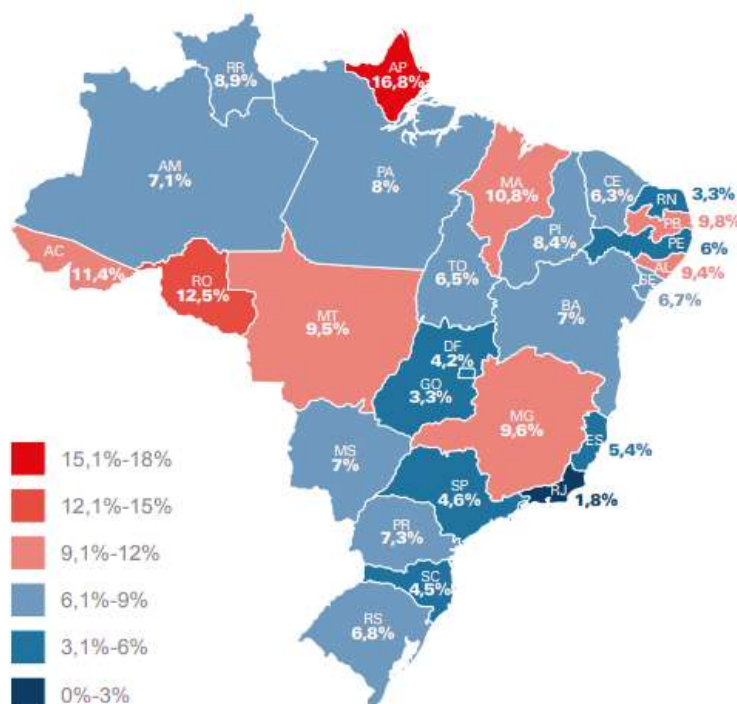 RR
8,9%
AP
16,8%
AM
7,1%
PA
8%
MA
10,8%
CE
6,3%
RN
3,3%
PB
9,8%
PE
6%
AL
9,4%
SE
6,7%
PI
8,4%
TO
6,5%
BA
7%
AC
11,4%
RO
12,5%
MT
9,5%
DF
4,2%
GO
3,3%
MG
9,6%
ES
5,4%
MS
7%
SP
4,6%
RJ
1,8%
PR
7,3%
SC
4,5%
RS
6,8%
15,1%-18%
12,1%-15%
9,1%-12%
6,1%-9%
3,1%-6%
0%-3%